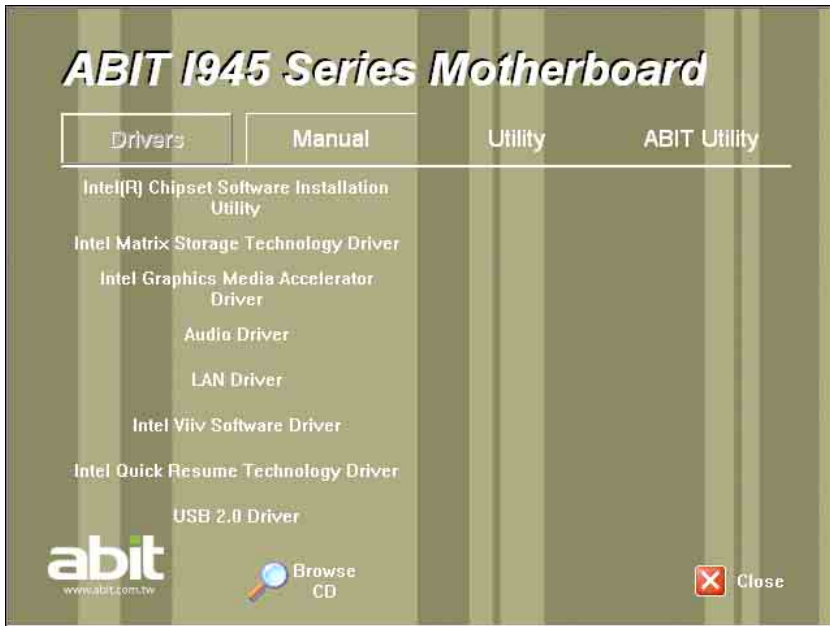 ABIT I945 Series Motherboard
Drivers
Manual
Utility
ABIT Utility
Intel(R) Chipset Software Installation
Utility
Intel Matrix Storage Technology Driver
Intel Graphics Media Accelerator
Driver
Audio Driver
LAN Driver
Intel Viiv Software Driver
Intel Quick Resume Technology Driver
USB 2.0 Driver
abit
www.abit.com.tw
Browse
CD
Close